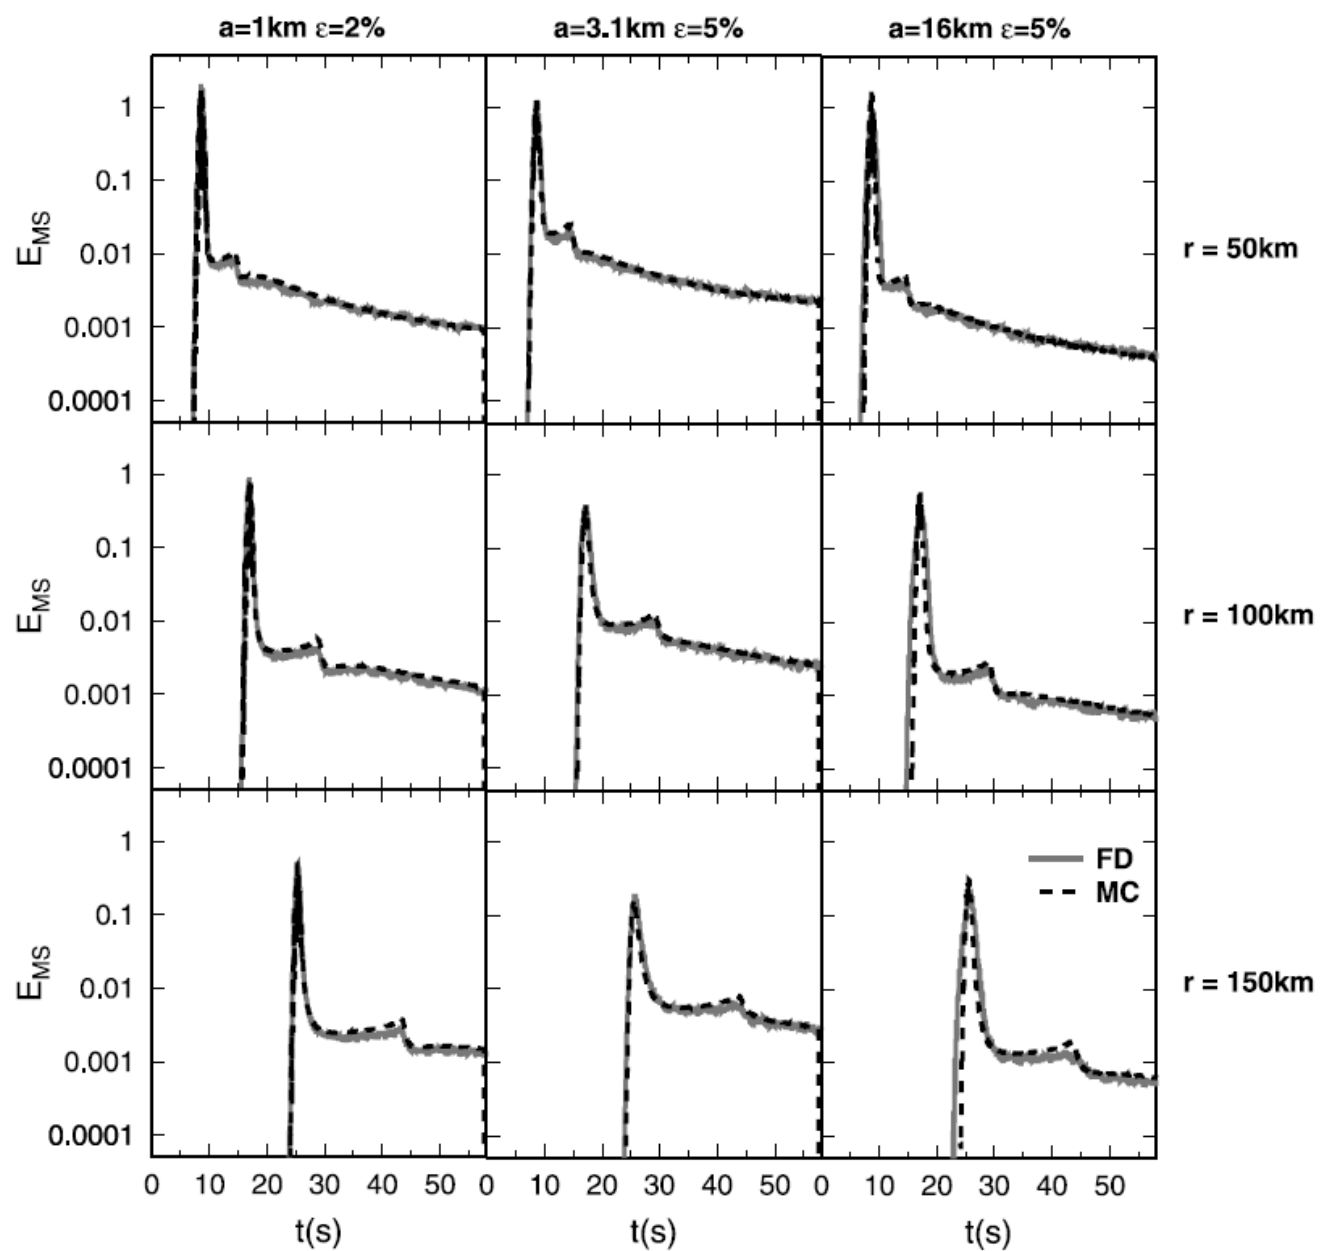 a=1km ε=2% a=3.1km ε=5% a=16km ε=5%
1
0.1
0.01
0.001
0.0001
E_MS
r = 50km
1
0.1
0.01
0.001
0.0001
E_MS
r = 100km
1
0.1
0.01
0.001
0.0001
E_MS
FD
MC
r = 150km
0 10 20 30 40 50 0 10 20 30 40 50 0 10 20 30 40 50
t(s) t(s) t(s)